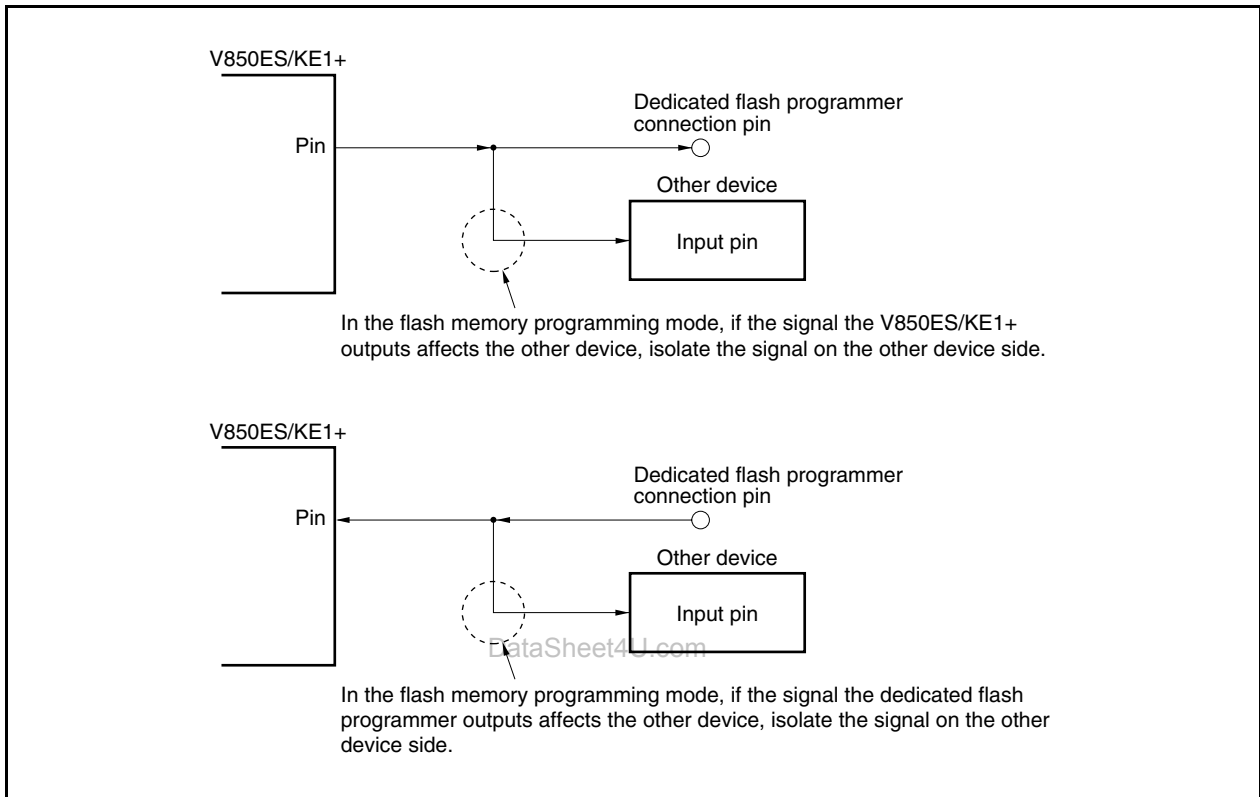 V850ES/KE1+
Dedicated flash programmer
connection pin
Pin
Other device
Input pin
In the flash memory programming mode, if the signal the V850ES/KE1+
outputs affects the other device, isolate the signal on the other device side.
V850ES/KE1+
Dedicated flash programmer
connection pin
Pin
Other device
Input pin
DataSheet4U.com
In the flash memory programming mode, if the signal the dedicated flash
programmer outputs affects the other device, isolate the signal on the other
device side.